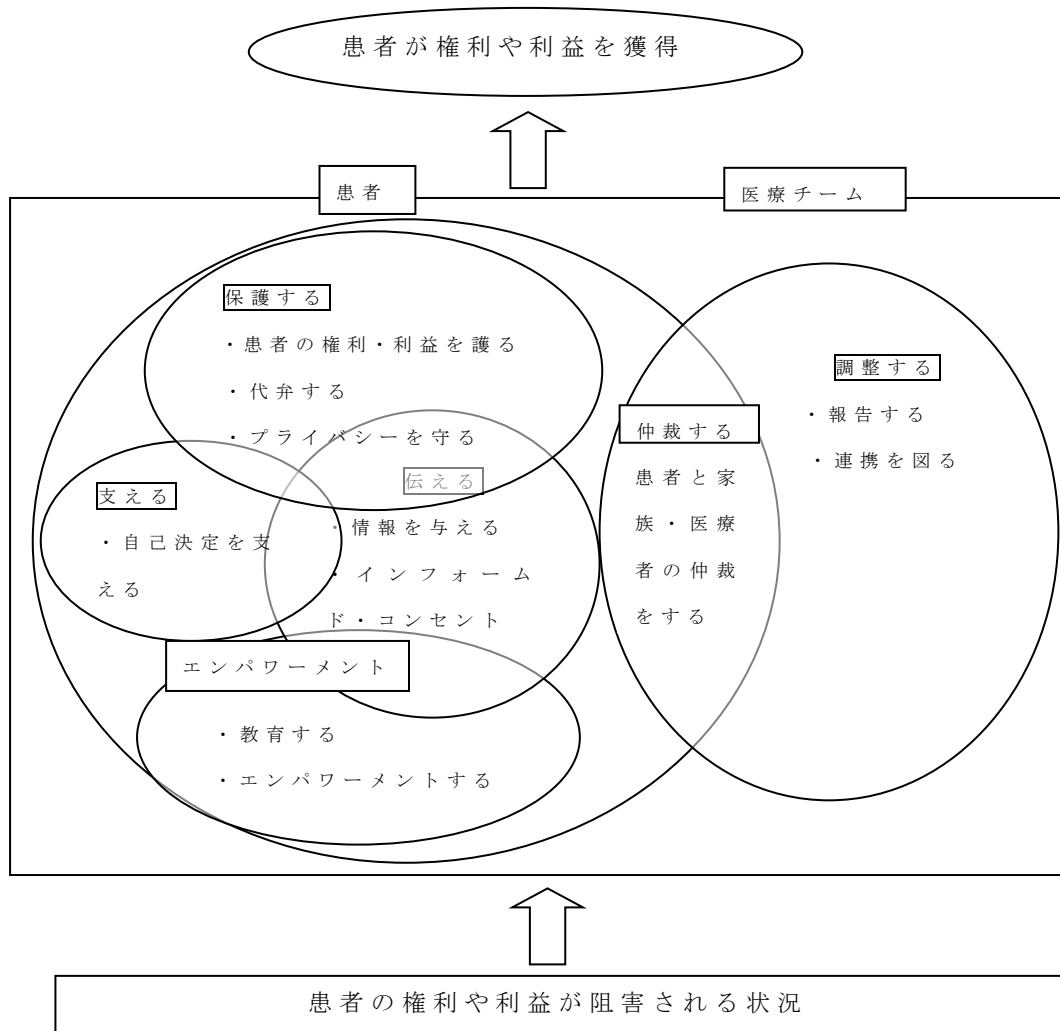 患者が権利や利益を獲得
患者
医療チーム
保護する
・患者の権利・利益を護る
・代弁する
・プライバシーを守る
支える
・自己決定を支
える
伝える
・情報を与える
・インフォーム
ド・コンセント
エンパワーメント
・教育する
・エンパワーメントする
仲裁する
患者と家
族・医療
者の仲裁
をする
調整する
・報告する
・連携を図る
患者の権利や利益が阻害される状況